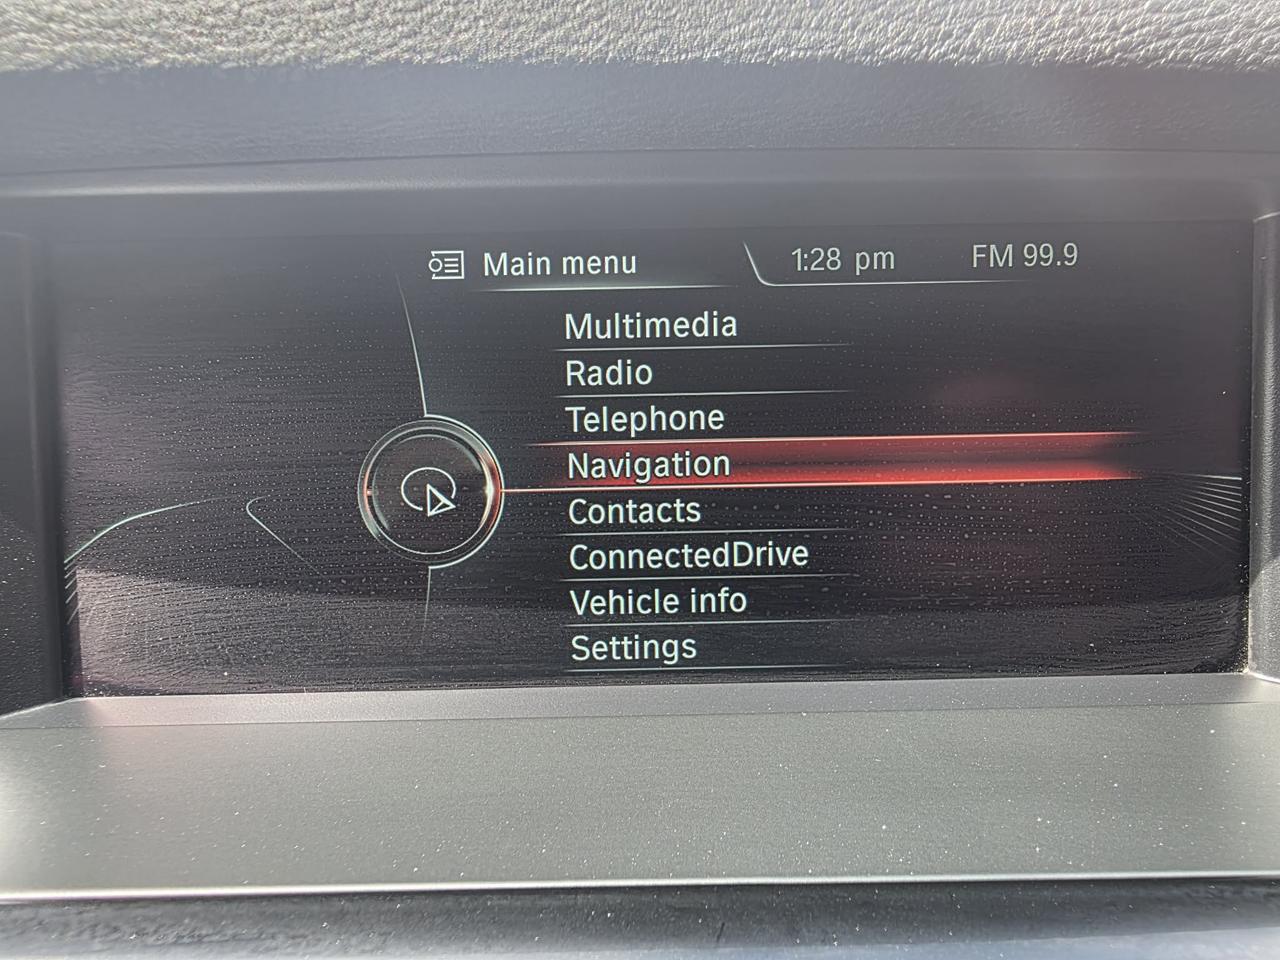 Main menu
1:28 pm
FM 99.9
Multimedia
Radio
Telephone
Navigation
Contacts
ConnectedDrive
Vehicle info
Settings